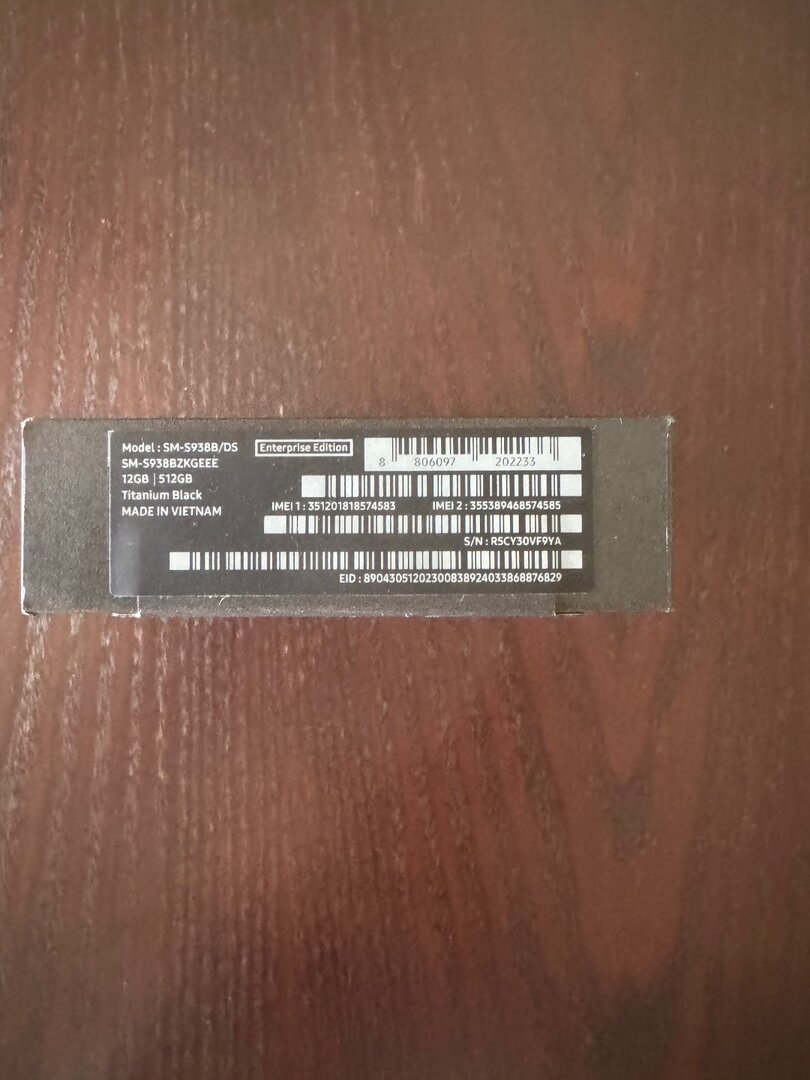 Model : SM-S938B/DS
Enterprise Edition
SM-S938BZKGEEE
12GB | 512GB
Titanium Black
MADE IN VIETNAM
8 806097 202233
IMEI 1 : 351201818574583 IMEI 2 : 355389468574585
S/N : R5CY30VF9YA
EID : 89043051202300838924033868876829